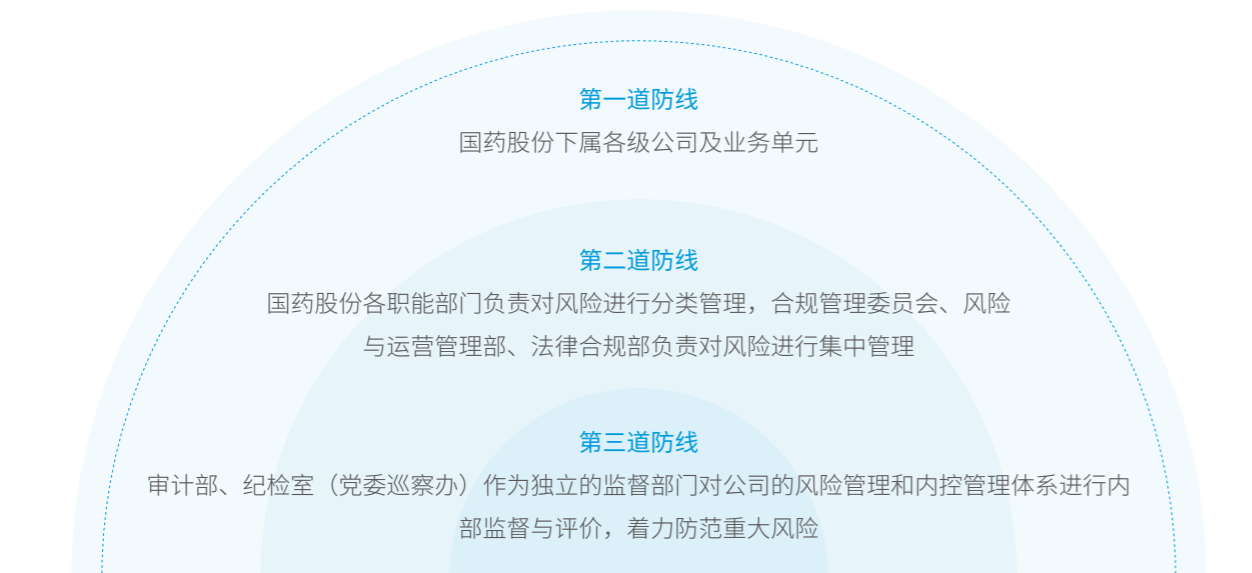 第一道防线
国药股份下属各级公司及业务单元
第二道防线
国药股份各职能部门负责对风险进行分类管理，合规管理委员会、风险
与运营管理部、法律合规部负责对风险进行集中管理
第三道防线
审计部、纪检室（党委巡察办）作为独立的监督部门对公司的风险管理和内控管理体系进行内
部监督与评价，着力防范重大风险